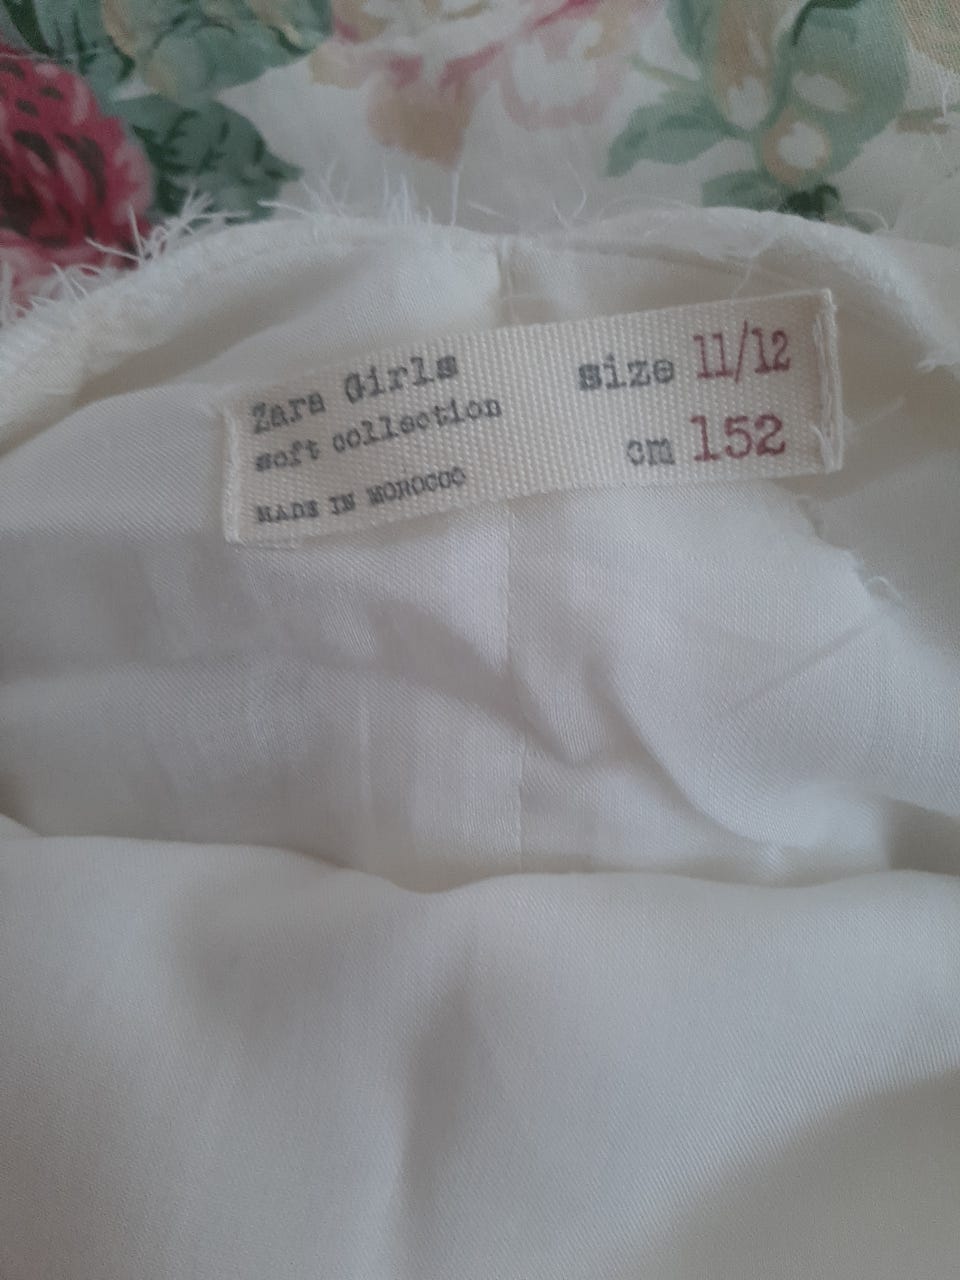 Zara Girls
soft collection
MADE IN MOROCCO
size 11/12
cm 152